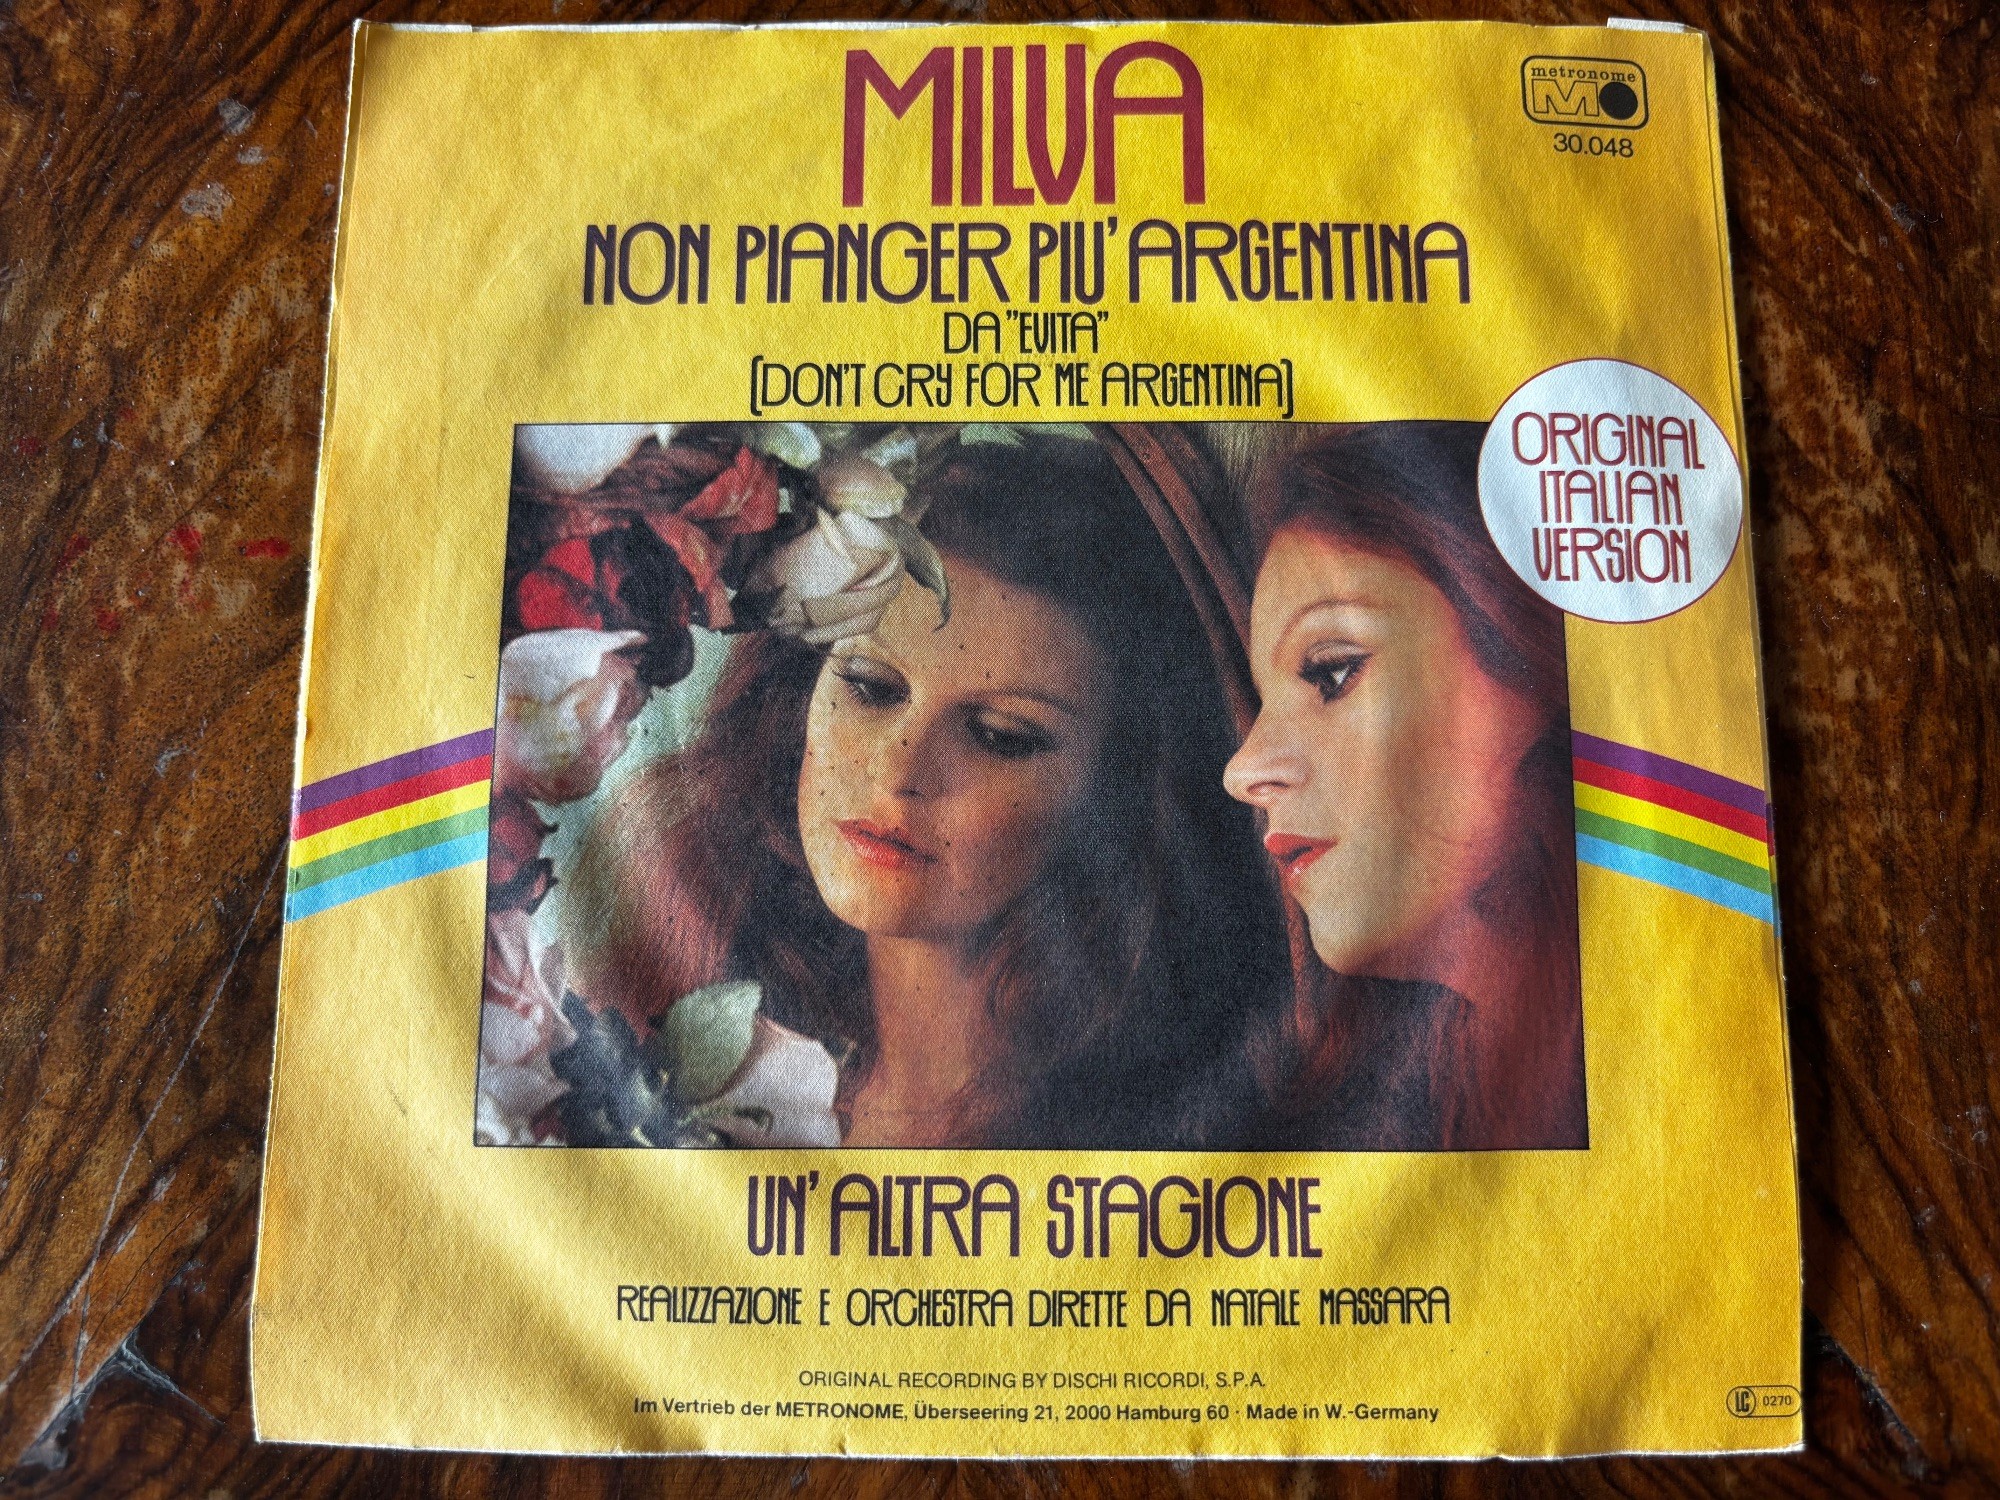 MILVA
metronome
30.048
NON PIANGER PIU' ARGENTINA
DA "EVITA"
(DON'T CRY FOR ME ARGENTINA)
ORIGINAL
ITALIAN
VERSION
UN' ALTRA STAGIONE
REALIZZAZIONE E ORCHESTRA DIRETTE DA NATALE MASSARA
ORIGINAL RECORDING BY DISCHI RICORDI, S.P.A.
Im Vertrieb der METRONOME, Überseering 21, 2000 Hamburg 60 · Made in W.-Germany
LC 0270